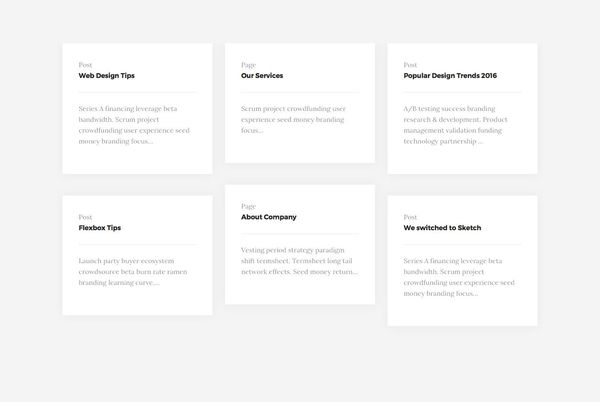 Post
Web Design Tips
Series A financing leverage beta
bandwidth. Scrum project
crowdfunding user experience seed
money branding focus...
Page
Our Services
Scrum project crowdfunding user
experience seed money branding
focus...
Post
Popular Design Trends 2016
A/B testing success branding
research & development. Product
management validation funding
technology partnership ...
Post
Flexbox Tips
Launch party buyer ecosystem
crowdsource beta burn rate ramen
branding learning curve....
Page
About Company
Vesting period strategy paradigm
shift termsheet. Termsheet long tail
network effects. Seed money return...
Post
We switched to Sketch
Series A financing leverage beta
bandwidth. Scrum project
crowdfunding user experience seed
money branding focus...